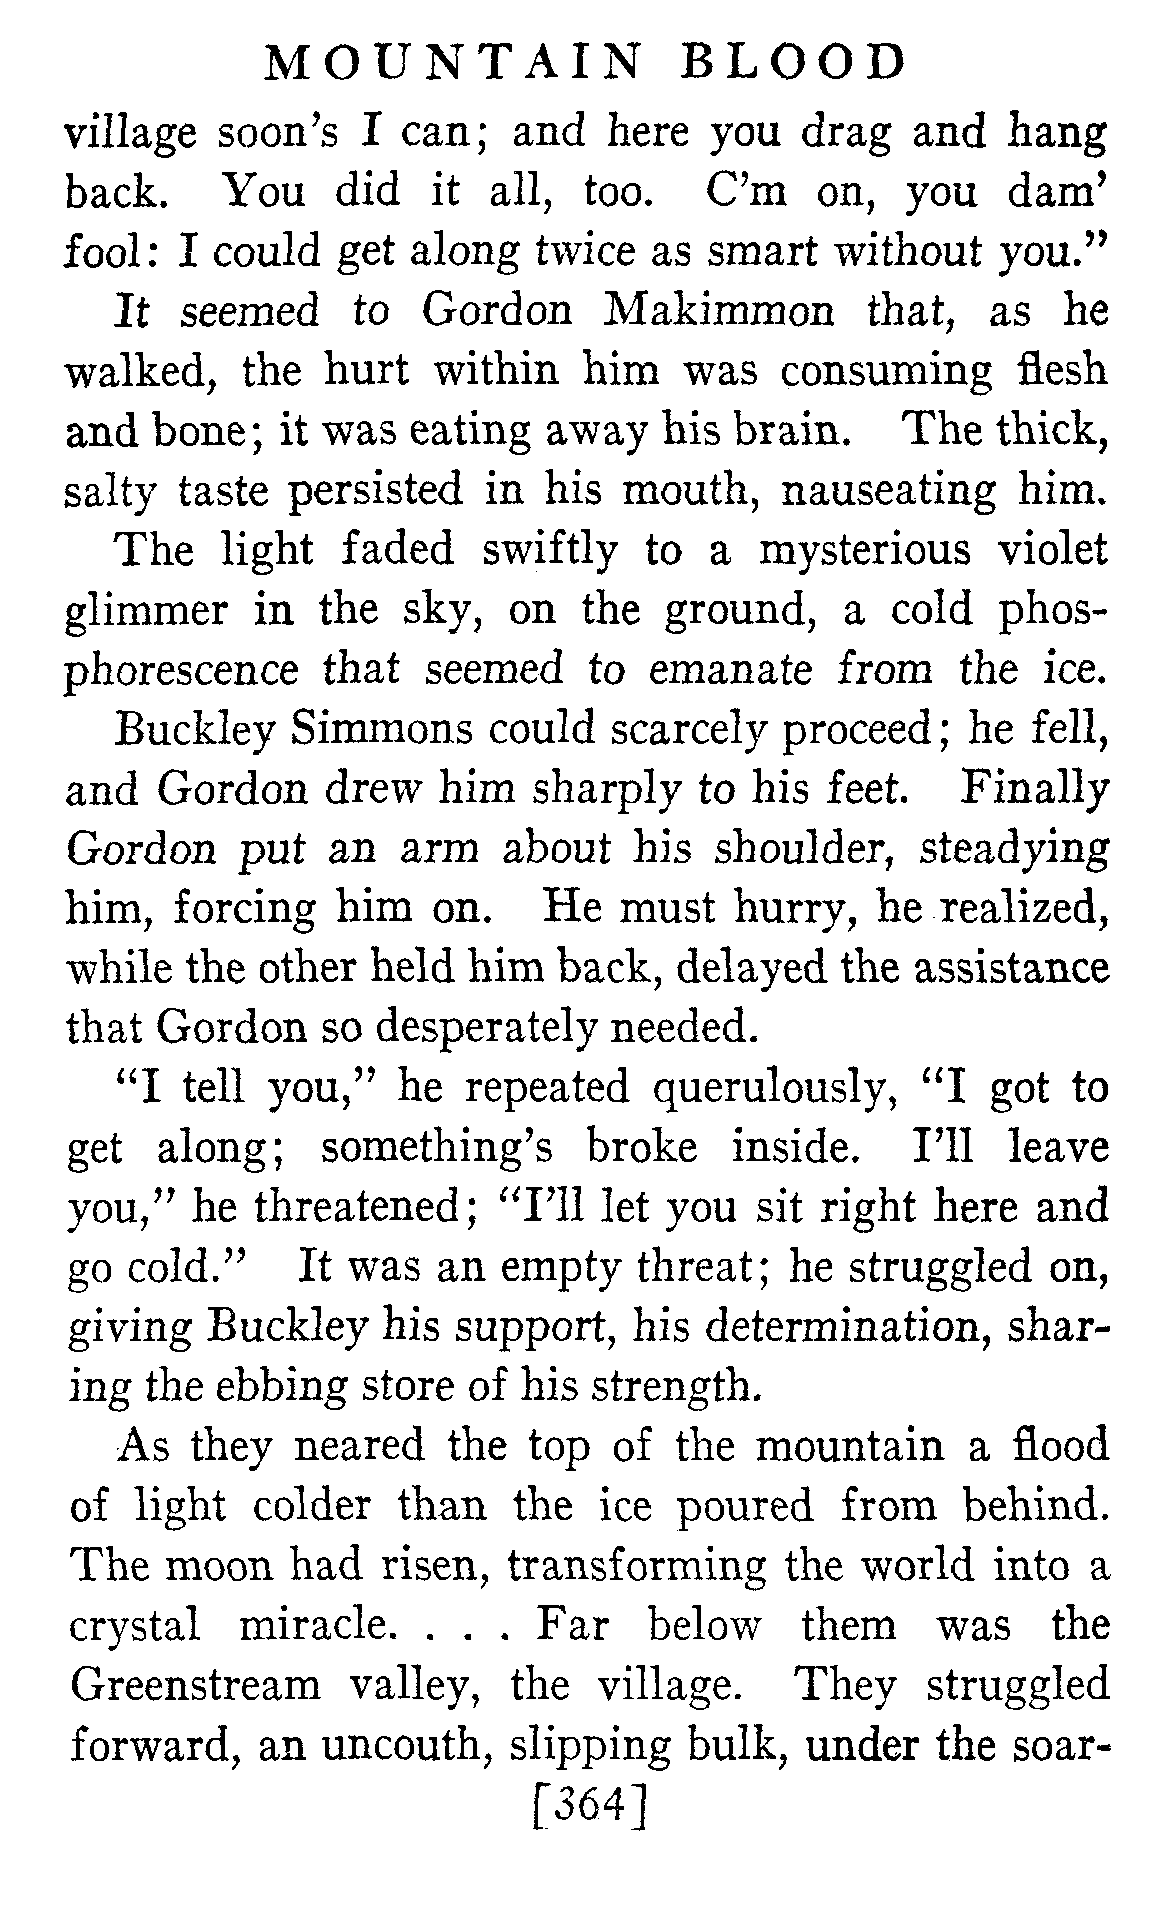 MOUNTAIN BLOOD
village soon's I can; and here you drag and hang
back. You did it all, too. C'm on, you dam'
fool: I could get along twice as smart without you."
It seemed to Gordon Makimmon that, as he
walked, the hurt within him was consuming flesh
and bone; it was eating away his brain. The thick,
salty taste persisted in his mouth, nauseating him.
The light faded swiftly to a mysterious violet
glimmer in the sky, on the ground, a cold phos-
phorescence that seemed to emanate from the ice.
Buckley Simmons could scarcely proceed; he fell,
and Gordon drew him sharply to his feet. Finally
Gordon put an arm about his shoulder, steadying
him, forcing him on. He must hurry, he realized,
while the other held him back, delayed the assistance
that Gordon so desperately needed.
"I tell you," he repeated querulously, "I got to
get along; something's broke inside. I'll leave
you," he threatened; "I'll let you sit right here and
go cold." It was an empty threat; he struggled on,
giving Buckley his support, his determination, shar-
ing the ebbing store of his strength.
As they neared the top of the mountain a flood
of light colder than the ice poured from behind.
The moon had risen, transforming the world into a
crystal miracle. . . . Far below them was the
Greenstream valley, the village. They struggled
forward, an uncouth, slipping bulk, under the soar-
[364]